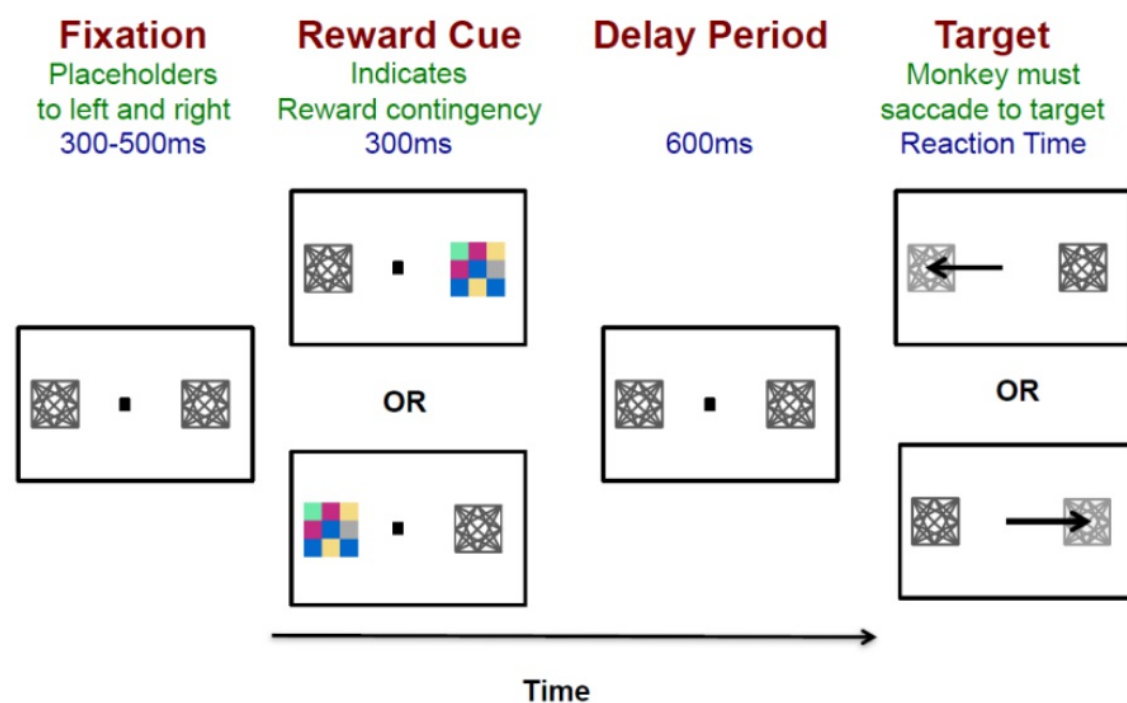 Fixation
Placeholders
to left and right
300-500ms
Reward Cue
Indicates
Reward contingency
300ms
Delay Period
600ms
Target
Monkey must
saccade to target
Reaction Time
OR
OR
Time